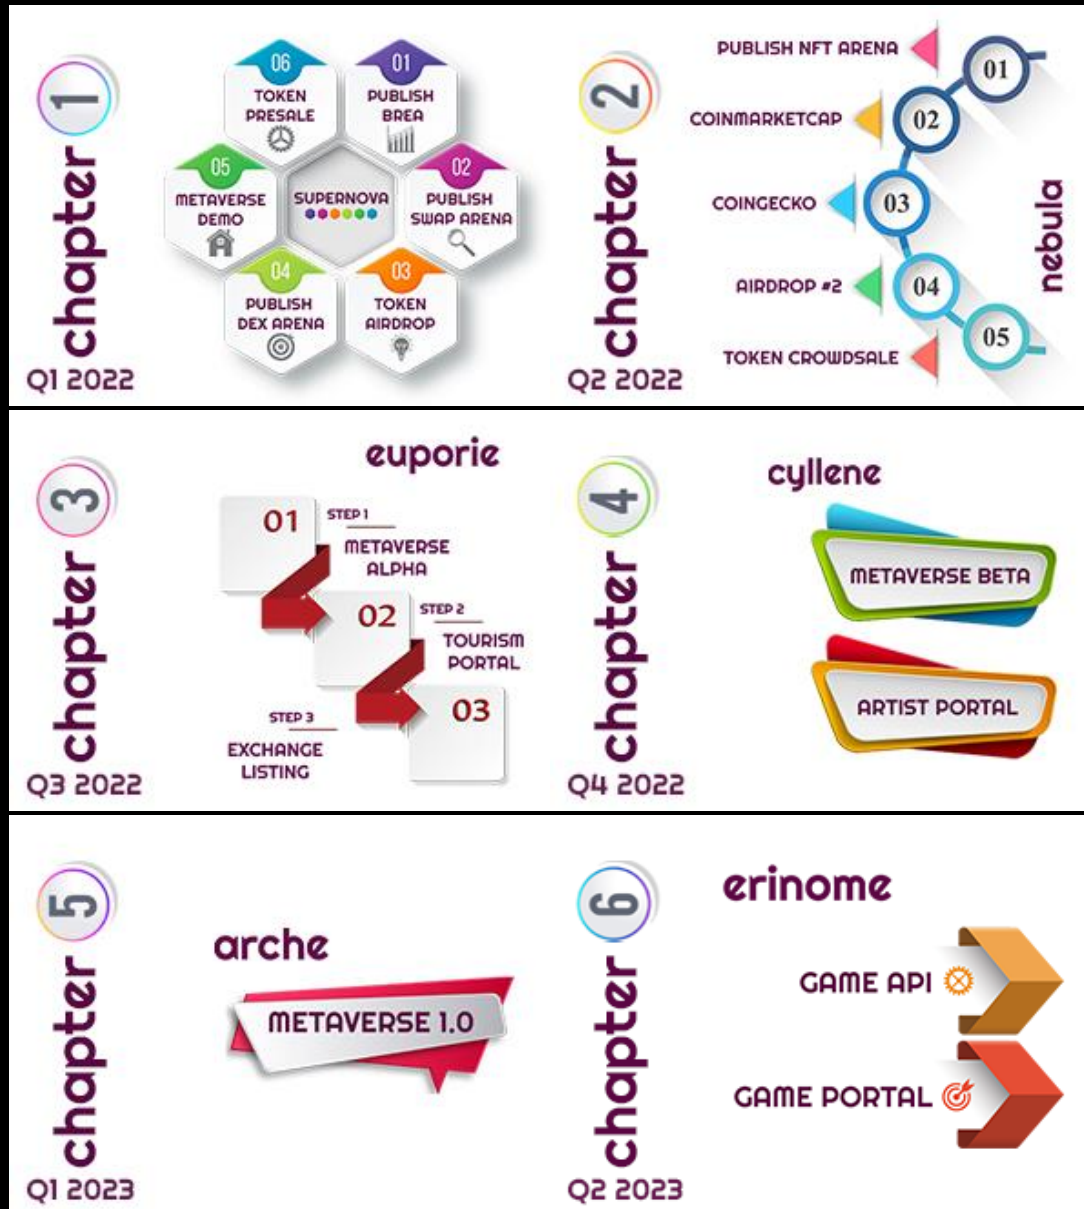 1
chapter
Q1 2022
06
TOKEN
PRESALE
01
PUBLISH
BREA
05
METAVERSE
DEMO
SUPERNOVA
02
PUBLISH
SWAP ARENA
04
PUBLISH
DEX ARENA
03
TOKEN
AIRDROP
2
chapter
Q2 2022
PUBLISH NFT ARENA
01
COINMARKETCAP
02
COINGECKO
03
AIRDROP #2
04
TOKEN CROWDSALE
05
nebula
3
chapter
Q3 2022
euporie
01
STEP 1
METAVERSE
ALPHA
02
STEP 2
TOURISM
PORTAL
03
STEP 3
EXCHANGE
LISTING
4
chapter
Q4 2022
cyllene
METAVERSE BETA
ARTIST PORTAL
5
chapter
Q1 2023
arche
METAVERSE 1.0
6
chapter
Q2 2023
erinome
GAME API
GAME PORTAL